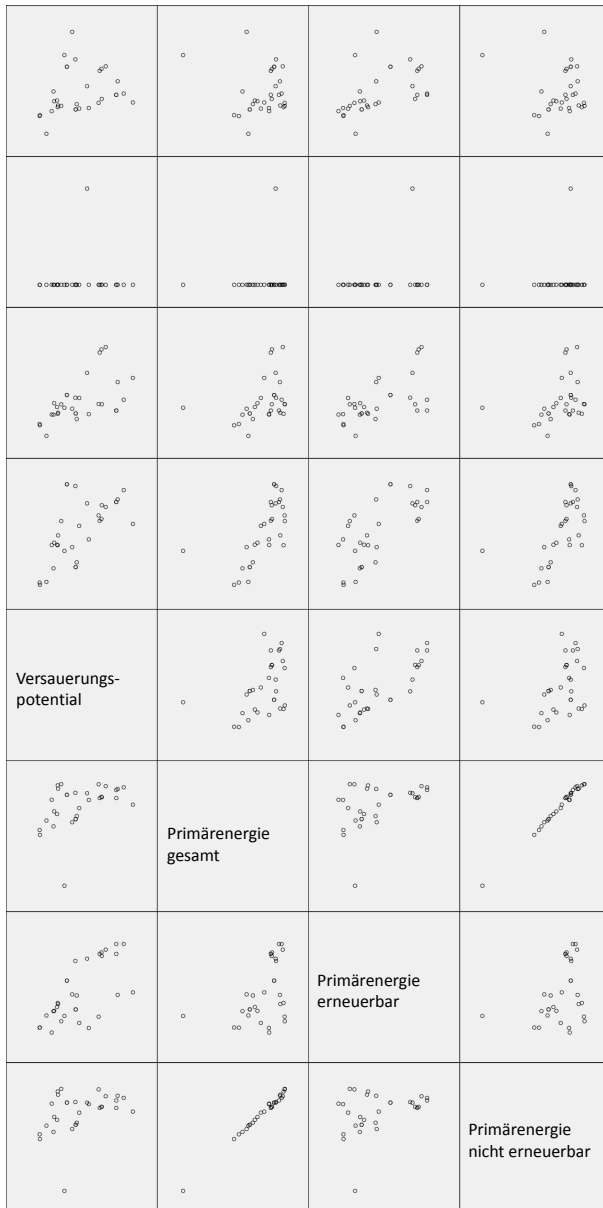 Versauerungs-
potential
Primärenergie
gesamt
Primärenergie
erneuerbar
Primärenergie
nicht erneuerbar